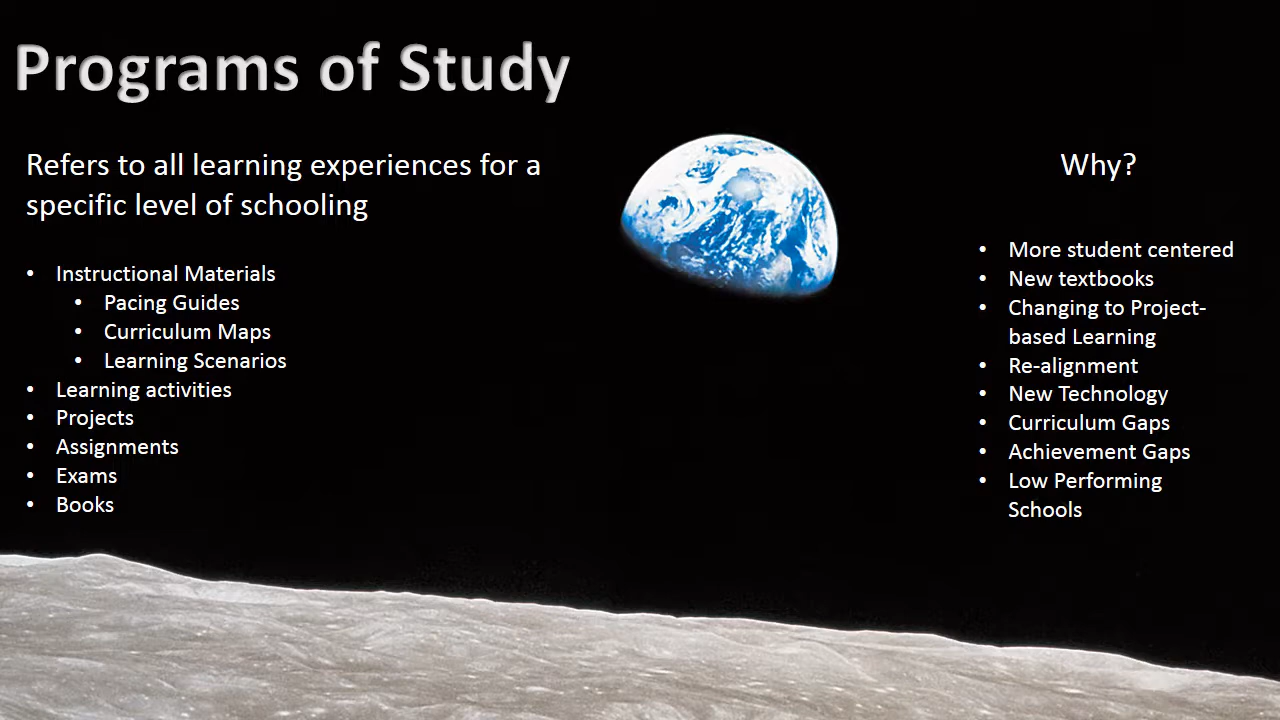 Programs of Study
Refers to all learning experiences for a
specific level of schooling
• Instructional Materials
• Pacing Guides
• Curriculum Maps
• Learning Scenarios
• Learning activities
• Projects
• Assignments
• Exams
• Books
Why?
• More student centered
• New textbooks
• Changing to Project-
based Learning
• Re-alignment
• New Technology
• Curriculum Gaps
• Achievement Gaps
• Low Performing
Schools